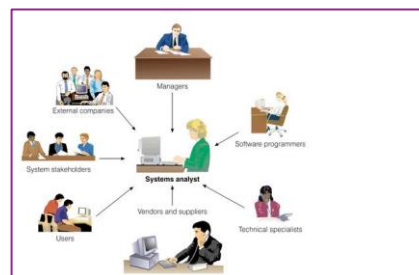 Managers
External companies
Software programmers
System stakeholders
Systems analyst
Vendors and suppliers
Users
Technical specialists